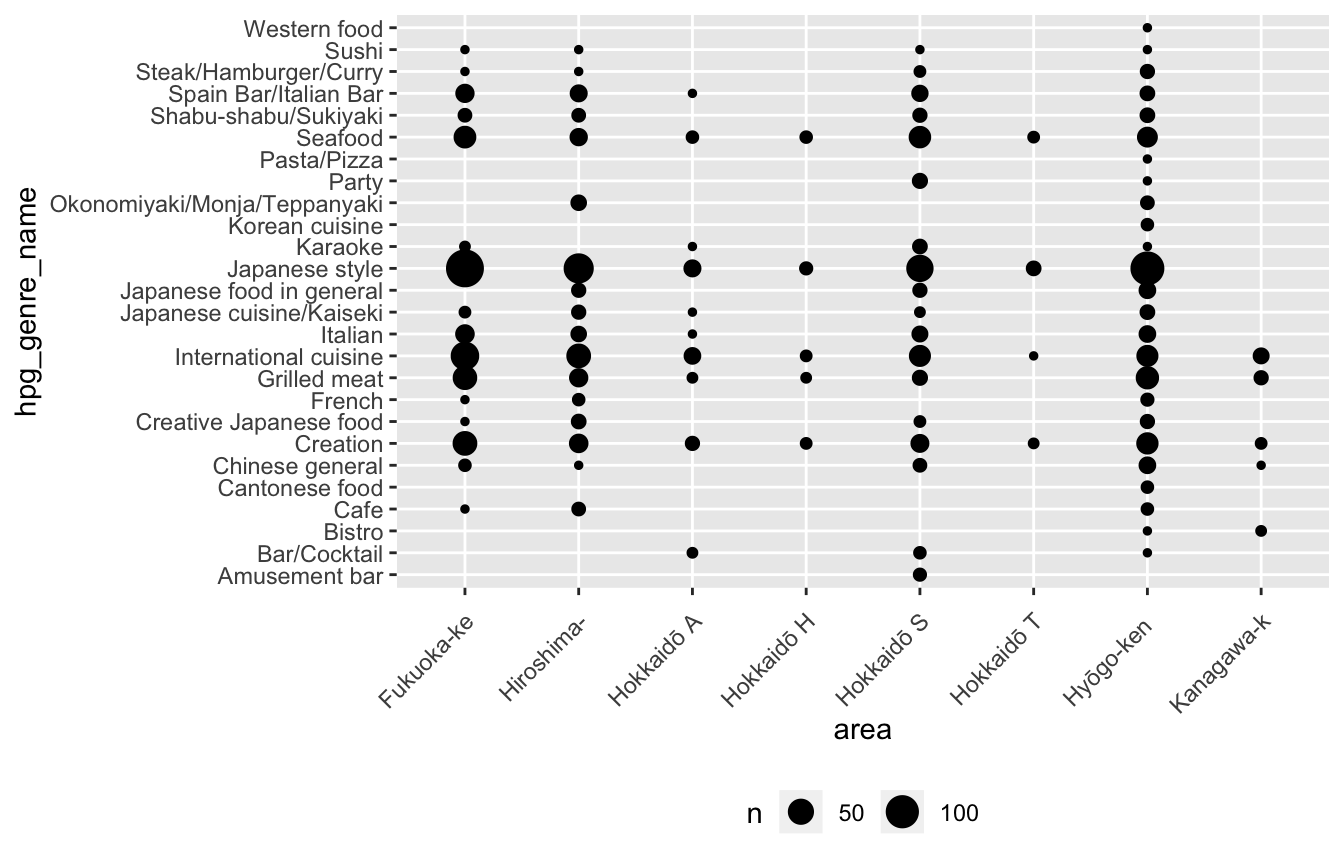 hpg_genre_name
Western food
Sushi
Steak/Hamburger/Curry
Spain Bar/Italian Bar
Shabu-shabu/Sukiyaki
Seafood
Pasta/Pizza
Party
Okonomiyaki/Monja/Teppanyaki
Korean cuisine
Karaoke
Japanese style
Japanese food in general
Japanese cuisine/Kaiseki
Italian
International cuisine
Grilled meat
French
Creative Japanese food
Creation
Chinese general
Cantonese food
Cafe
Bistro
Bar/Cocktail
Amusement bar
Fukuoka-ke
Hiroshima-
Hokkaidō A
Hokkaidō H
Hokkaidō S
Hokkaidō T
Hyōgo-ken
Kanagawa-k
area
n 50 100